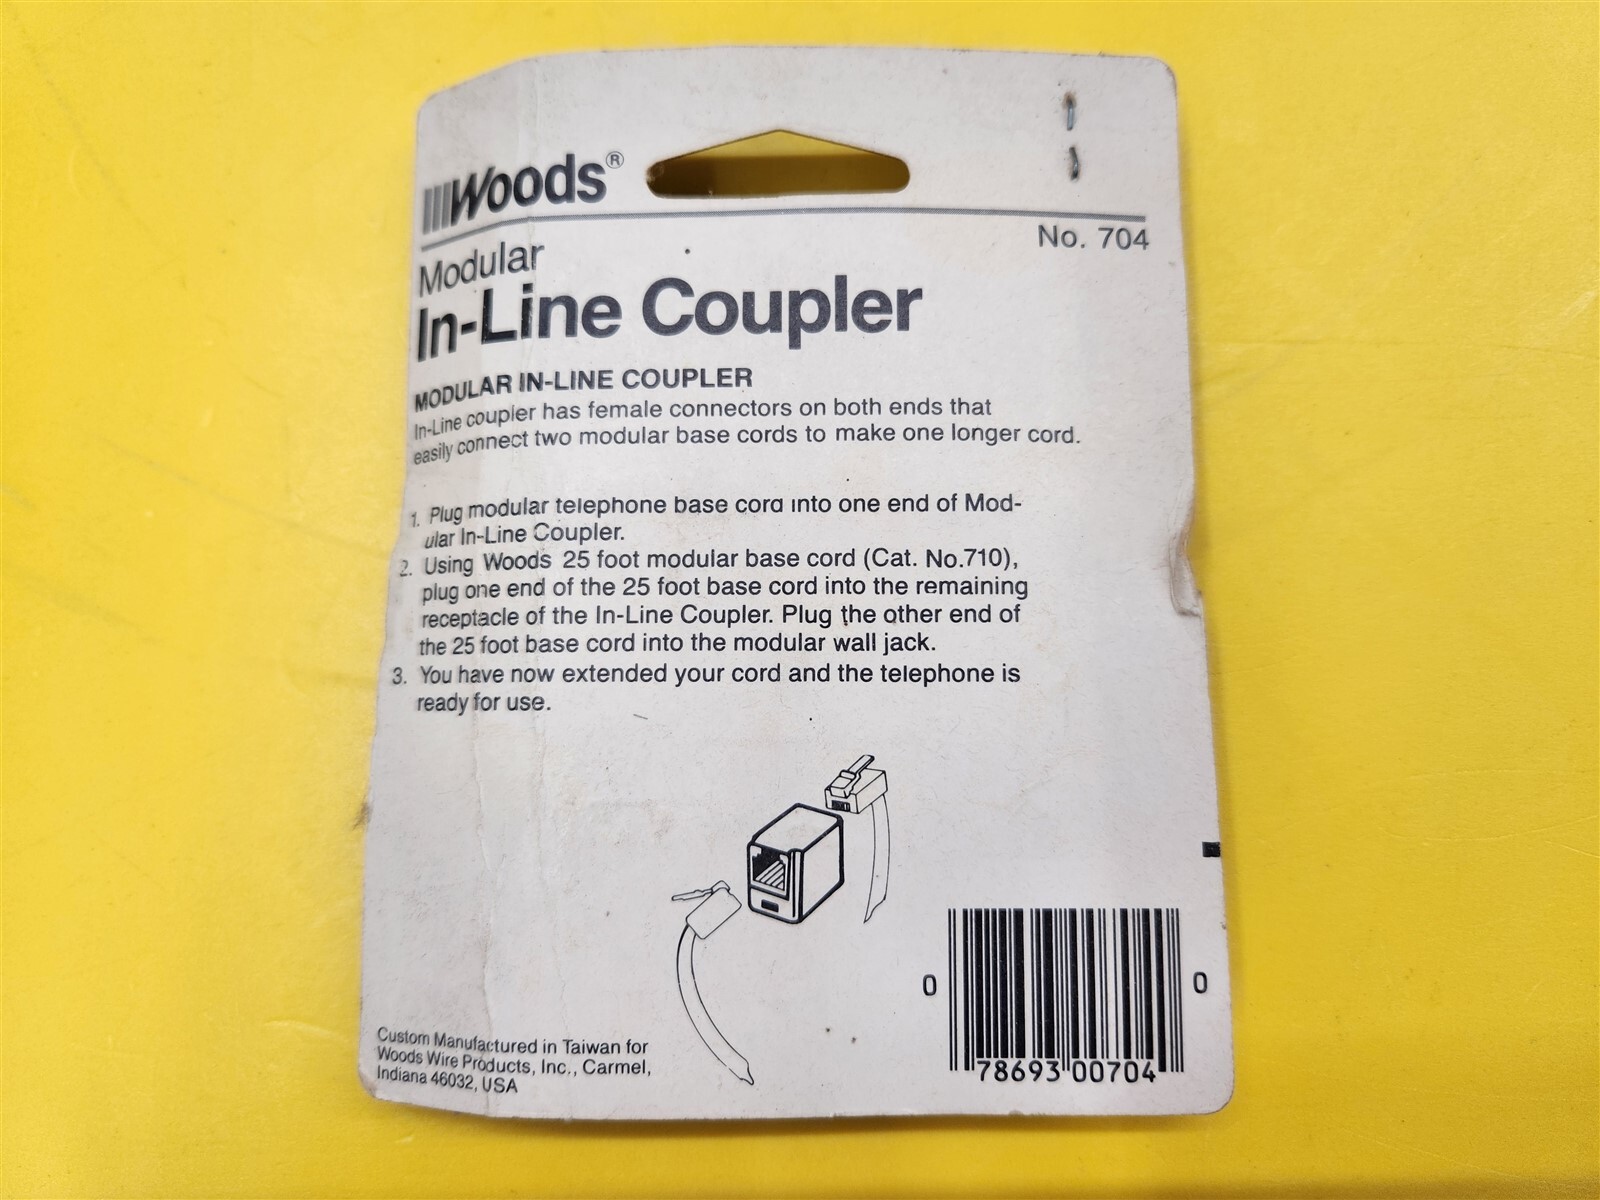 Woods®
No. 704
Modular
In-Line Coupler
MODULAR IN-LINE COUPLER
In-Line coupler has female connectors on both ends that
easily connect two modular base cords to make one longer cord.
1. Plug modular telephone base cord into one end of Mod-
ular In-Line Coupler.
2. Using Woods 25 foot modular base cord (Cat. No.710),
plug one end of the 25 foot base cord into the remaining
receptacle of the In-Line Coupler. Plug the other end of
the 25 foot base cord into the modular wall jack.
3. You have now extended your cord and the telephone is
ready for use.
Custom Manufactured in Taiwan for
Woods Wire Products, Inc., Carmel,
Indiana 46032, USA
0 78693 00704 0